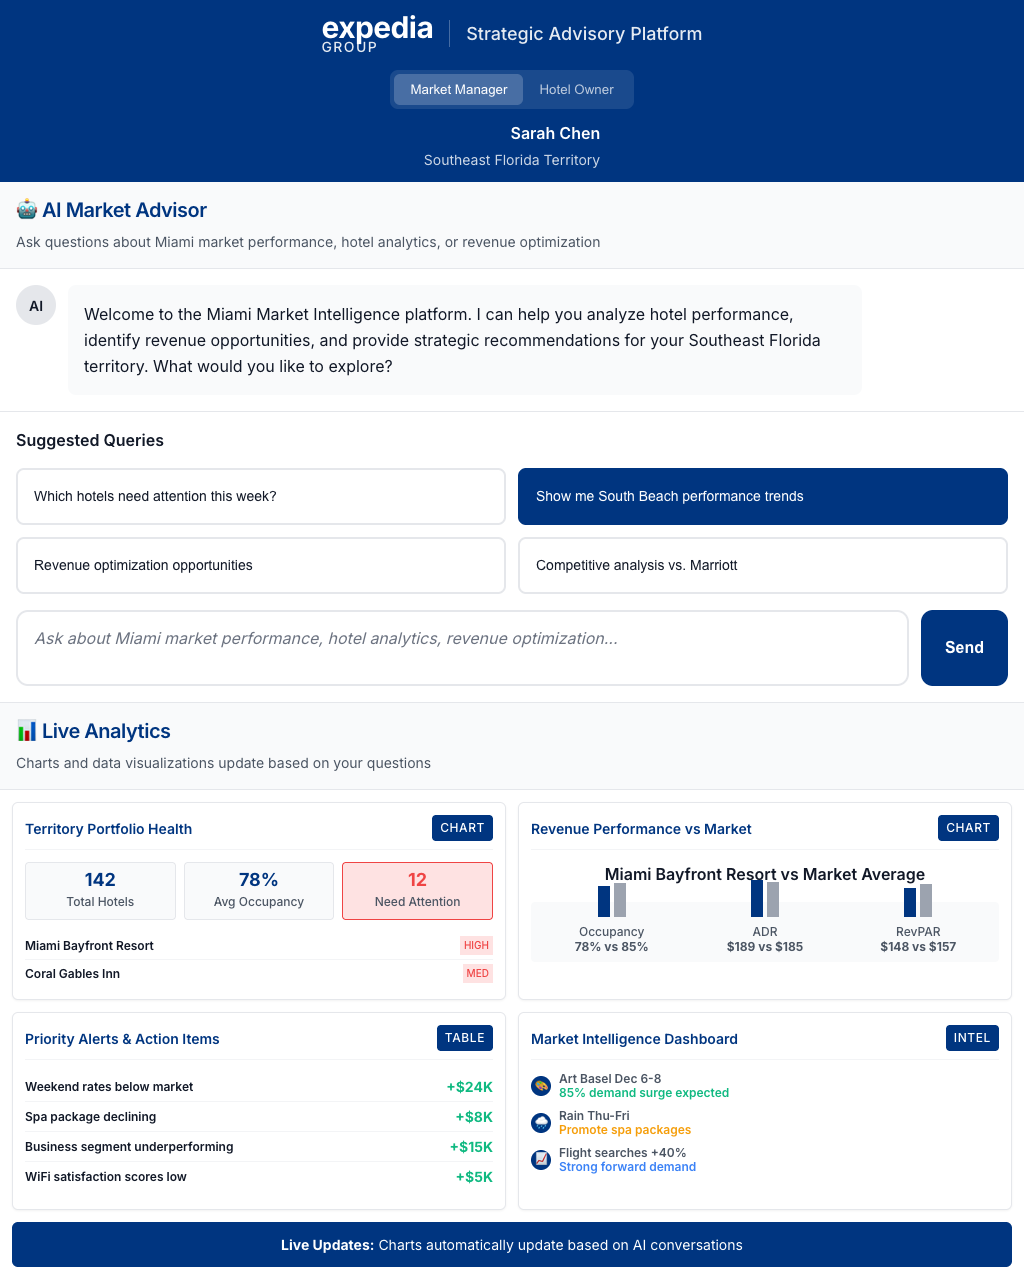 expedia
GROUP
Strategic Advisory Platform
Market Manager
Hotel Owner
Sarah Chen
Southeast Florida Territory
AI Market Advisor
Ask questions about Miami market performance, hotel analytics, or revenue optimization
AI
Welcome to the Miami Market Intelligence platform. I can help you analyze hotel performance,
identify revenue opportunities, and provide strategic recommendations for your Southeast Florida
territory. What would you like to explore?
Suggested Queries
Which hotels need attention this week?
Show me South Beach performance trends
Revenue optimization opportunities
Competitive analysis vs. Marriott
Ask about Miami market performance, hotel analytics, revenue optimization...
Send
Live Analytics
Charts and data visualizations update based on your questions
Territory Portfolio Health
CHART
142
Total Hotels
78%
Avg Occupancy
12
Need Attention
Miami Bayfront Resort
HIGH
Coral Gables Inn
MED
Revenue Performance vs Market
CHART
Miami Bayfront Resort vs Market Average
Occupancy
78% vs 85%
ADR
$189 vs $185
RevPAR
$148 vs $157
Priority Alerts & Action Items
TABLE
Weekend rates below market
+$24K
Spa package declining
+$8K
Business segment underperforming
+$15K
WiFi satisfaction scores low
+$5K
Market Intelligence Dashboard
INTEL
Art Basel Dec 6-8
85% demand surge expected
Rain Thu-Fri
Promote spa packages
Flight searches +40%
Strong forward demand
Live Updates: Charts automatically update based on AI conversations